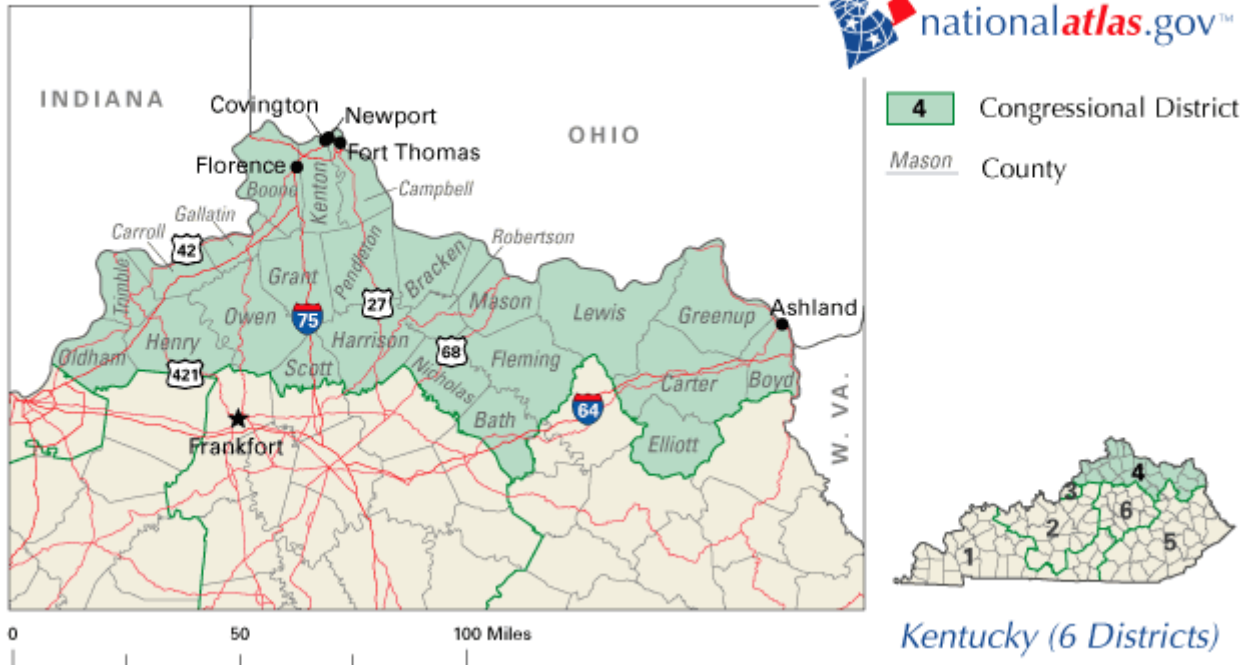 nationalatlas.gov™
INDIANA
OHIO
W. VA.
Covington
Newport
Fort Thomas
Florence
Boone
Kenton
Campbell
Gallatin
Carroll
42
Trimble
Grant
Pendleton
Bracken
Robertson
27
Mason
Lewis
Greenup
Ashland
Owen
75
Henry
Harrison
68
Oldham
421
Scott
Nicholas
Fleming
Carter
Boyd
Bath
64
Elliott
Frankfort
4 Congressional District
Mason County
4
3
6
2
5
1
Kentucky (6 Districts)
0 50 100 Miles